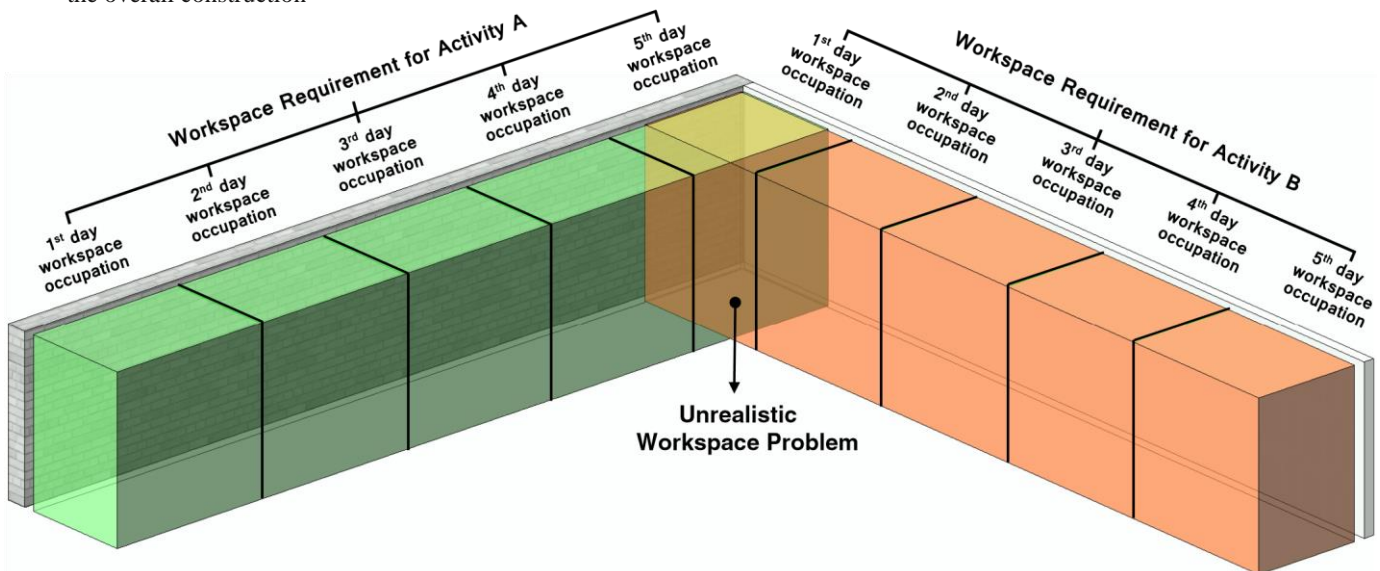 the overall construction
Workspace Requirement for Activity A
1st day
workspace
occupation
2nd day
workspace
occupation
3rd day
workspace
occupation
4th day
workspace
occupation
5th day
workspace
occupation
Workspace Requirement for Activity B
1st day
workspace
occupation
2nd day
workspace
occupation
3rd day
workspace
occupation
4th day
workspace
occupation
5th day
workspace
occupation
Unrealistic
Workspace Problem